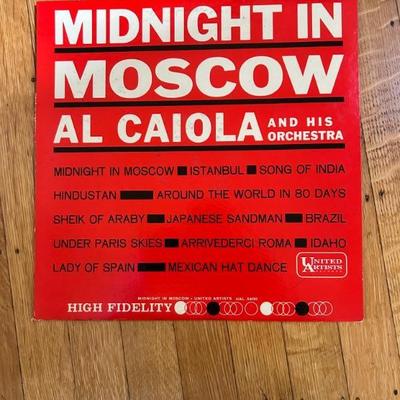 MIDNIGHT IN
MOSCOW
AL CAIOLA AND HIS ORCHESTRA
MIDNIGHT IN MOSCOW ISTANBUL SONG OF INDIA
HINDUSTAN AROUND THE WORLD IN 80 DAYS
SHEIK OF ARABY JAPANESE SANDMAN BRAZIL
UNDER PARIS SKIES ARRIVEDERCI ROMA IDAHO
LADY OF SPAIN MEXICAN HAT DANCE
UNITED ARTISTS RECORDS
MIDNIGHT IN MOSCOW - UNITED ARTISTS
HIGH FIDELITY